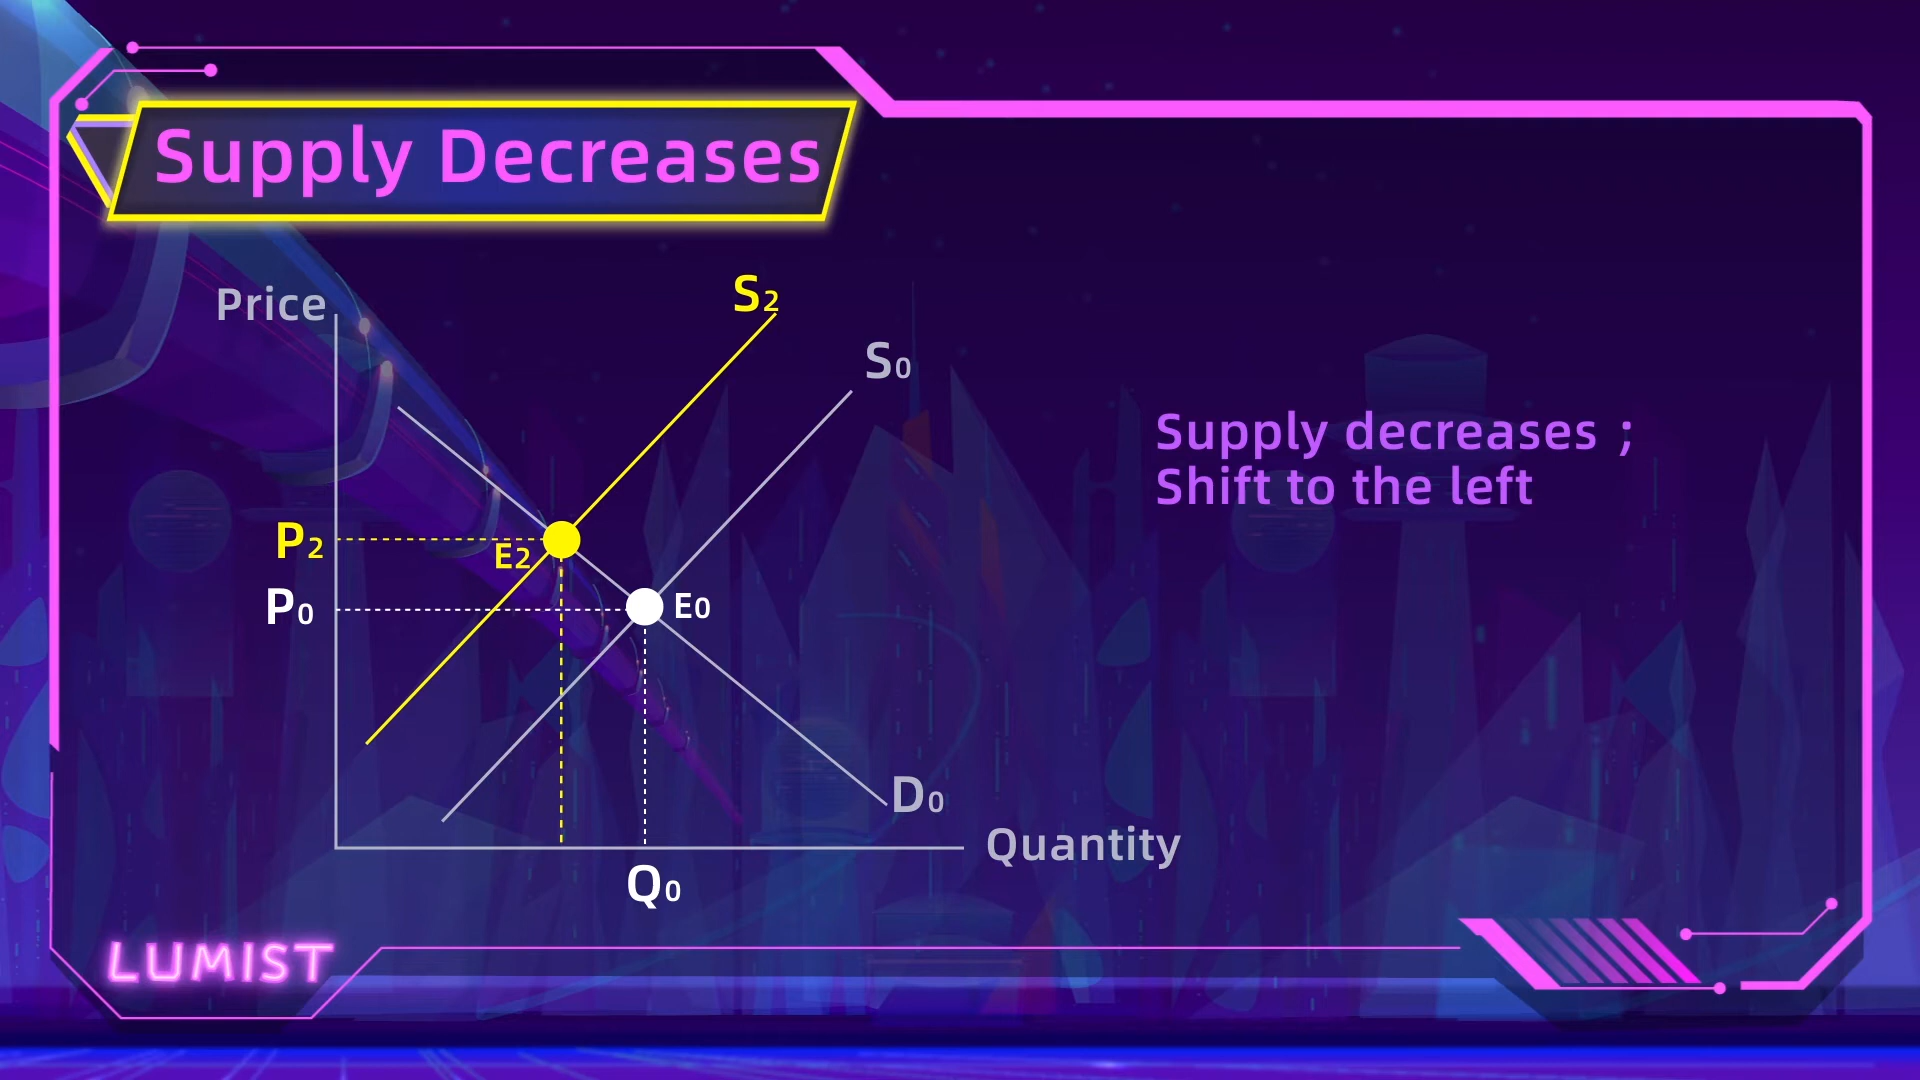 Supply Decreases
Price
S2
S0
P2
E2
P0
E0
D0
Quantity
Q0
Supply decreases ;
Shift to the left
LUMIST